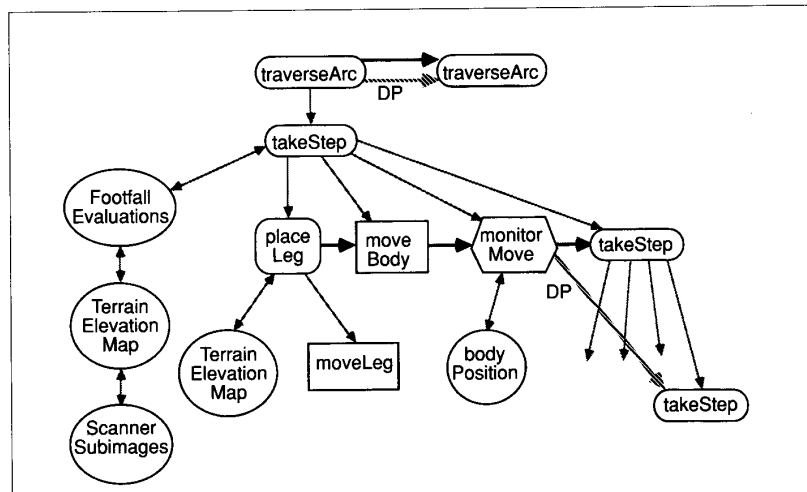 traverseArc
traverseArc
DP
takeStep
Footfall
Evaluations
place
Leg
move
Body
monitor
Move
takeStep
DP
Terrain
Elevation
Map
Terrain
Elevation
Map
moveLeg
body
Position
takeStep
Scanner
Subimages